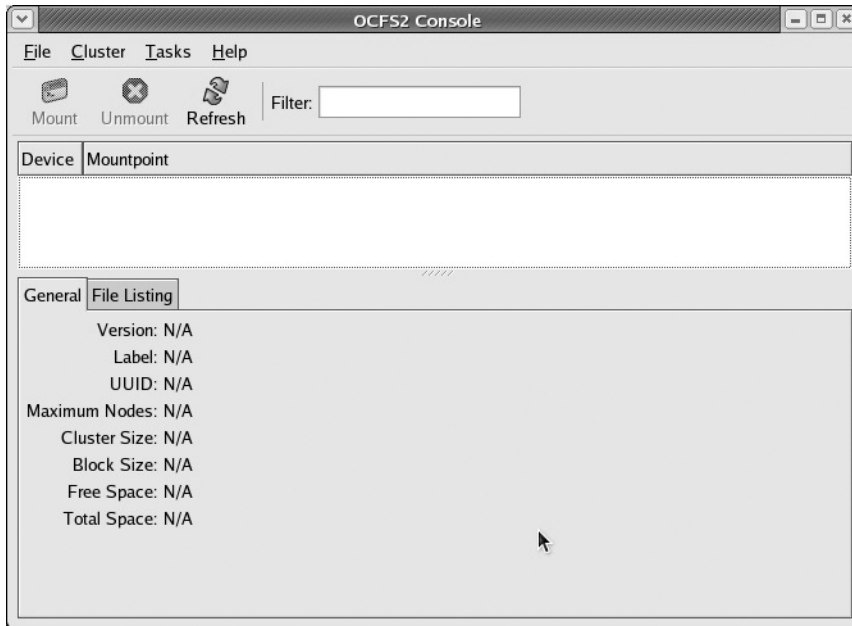 OCFS2 Console
File Cluster Tasks Help
Mount Unmount Refresh Filter:
Device Mountpoint
General File Listing
Version: N/A
Label: N/A
UUID: N/A
Maximum Nodes: N/A
Cluster Size: N/A
Block Size: N/A
Free Space: N/A
Total Space: N/A